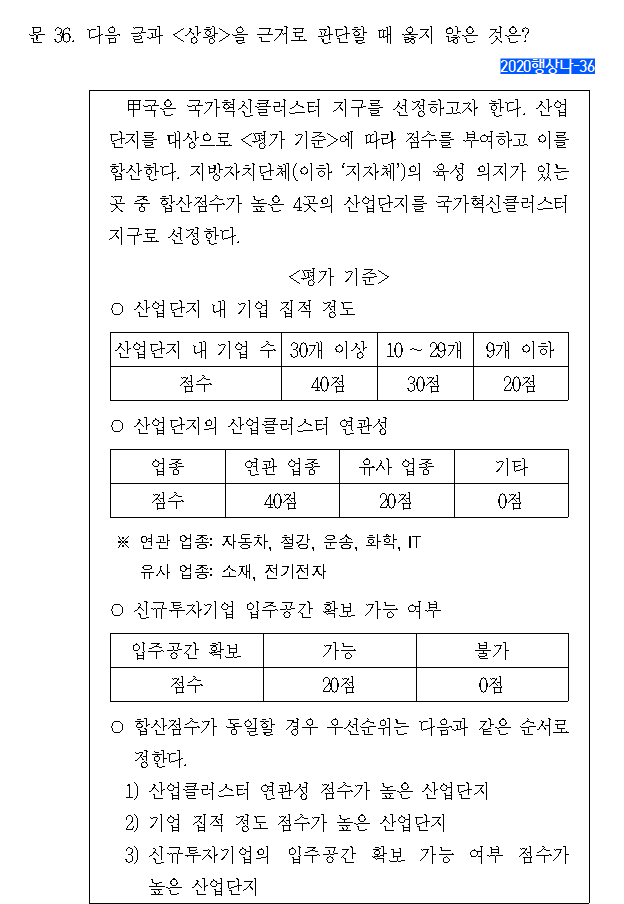 문 36. 다음 글과 <상황>을 근거로 판단할 때 옳지 않은 것은?
2020행상나-36
甲국은 국가혁신클러스터 지구를 선정하고자 한다. 산업
단지를 대상으로 <평가 기준>에 따라 점수를 부여하고 이를
합산한다. 지방자치단체(이하 ‘지자체’)의 육성 의지가 있는
곳 중 합산점수가 높은 4곳의 산업단지를 국가혁신클러스터
지구로 선정한다.
<평가 기준>
○ 산업단지 내 기업 집적 정도
산업단지 내 기업 수 30개 이상 10 ~ 29개 9개 이하
점수 40점 30점 20점
○ 산업단지의 산업클러스터 연관성
업종 연관 업종 유사 업종 기타
점수 40점 20점 0점
※ 연관 업종: 자동차, 철강, 운송, 화학, IT
유사 업종: 소재, 전기전자
○ 신규투자기업 입주공간 확보 가능 여부
입주공간 확보 가능 불가
점수 20점 0점
○ 합산점수가 동일할 경우 우선순위는 다음과 같은 순서로
정한다.
1) 산업클러스터 연관성 점수가 높은 산업단지
2) 기업 집적 정도 점수가 높은 산업단지
3) 신규투자기업의 입주공간 확보 가능 여부 점수가
높은 산업단지